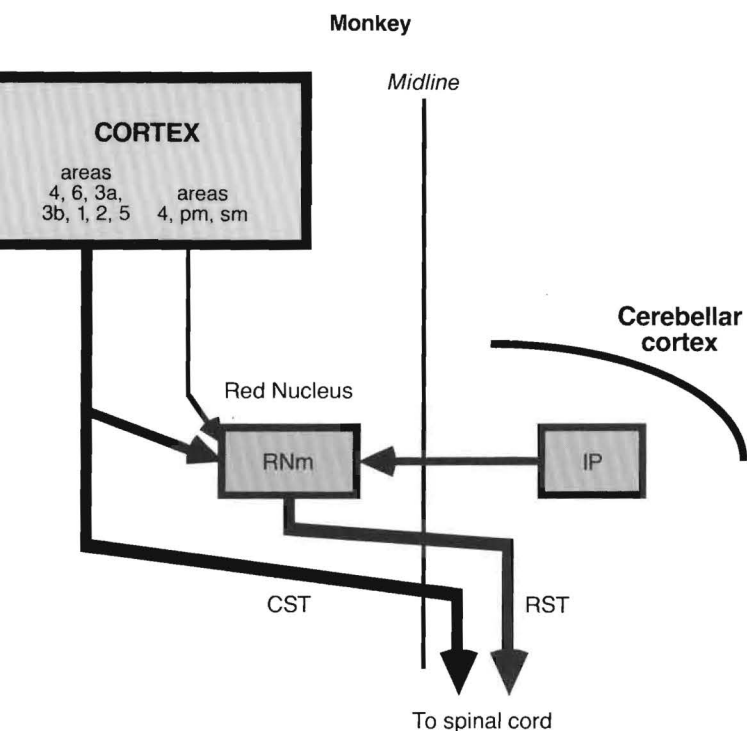 Monkey
Midline
CORTEX
areas
4, 6, 3a,
3b, 1, 2, 5
areas
4, pm, sm
Cerebellar
cortex
Red Nucleus
RNm
IP
CST
RST
To spinal cord